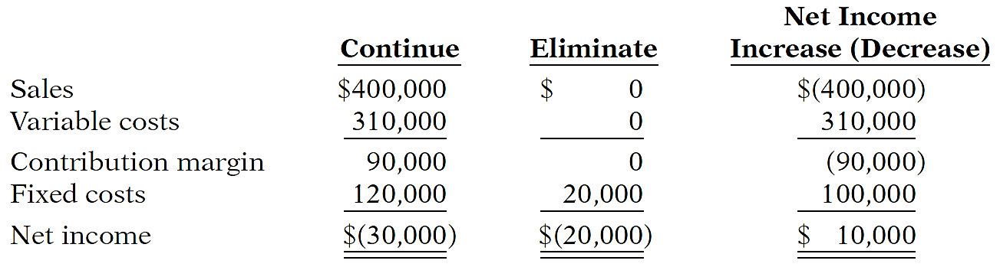 Net Income
Continue Eliminate Increase (Decrease)
Sales $400,000 $ 0 $(400,000)
Variable costs 310,000 0 310,000
Contribution margin 90,000 0 (90,000)
Fixed costs 120,000 20,000 100,000
Net income $(30,000) $(20,000) $ 10,000